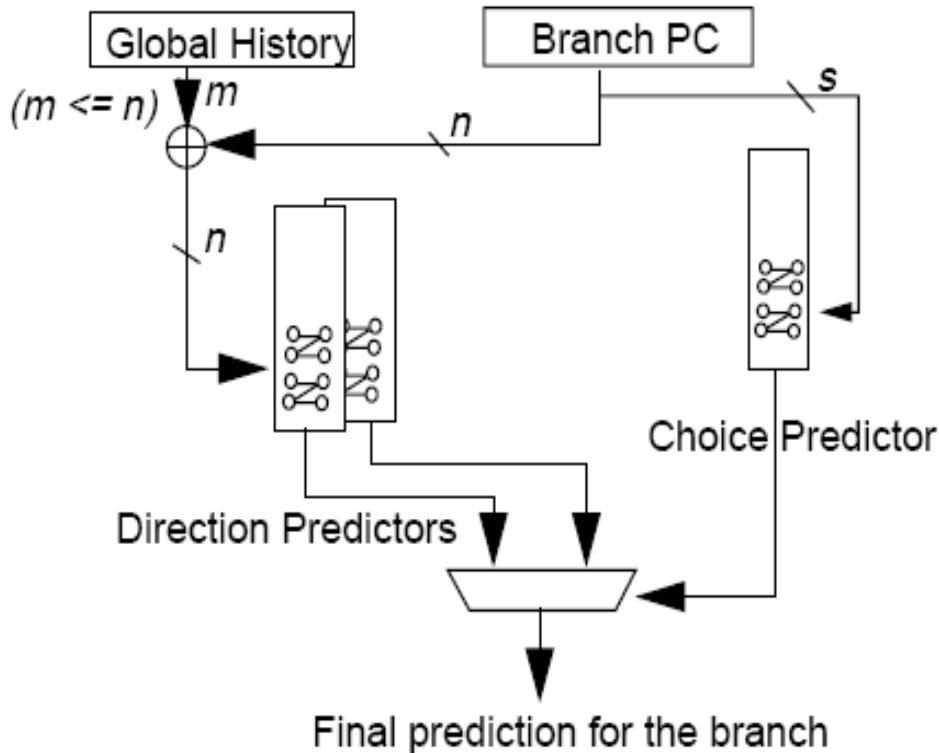 Global History
Branch PC
(m <= n)
m
s
n
n
Choice Predictor
Direction Predictors
Final prediction for the branch